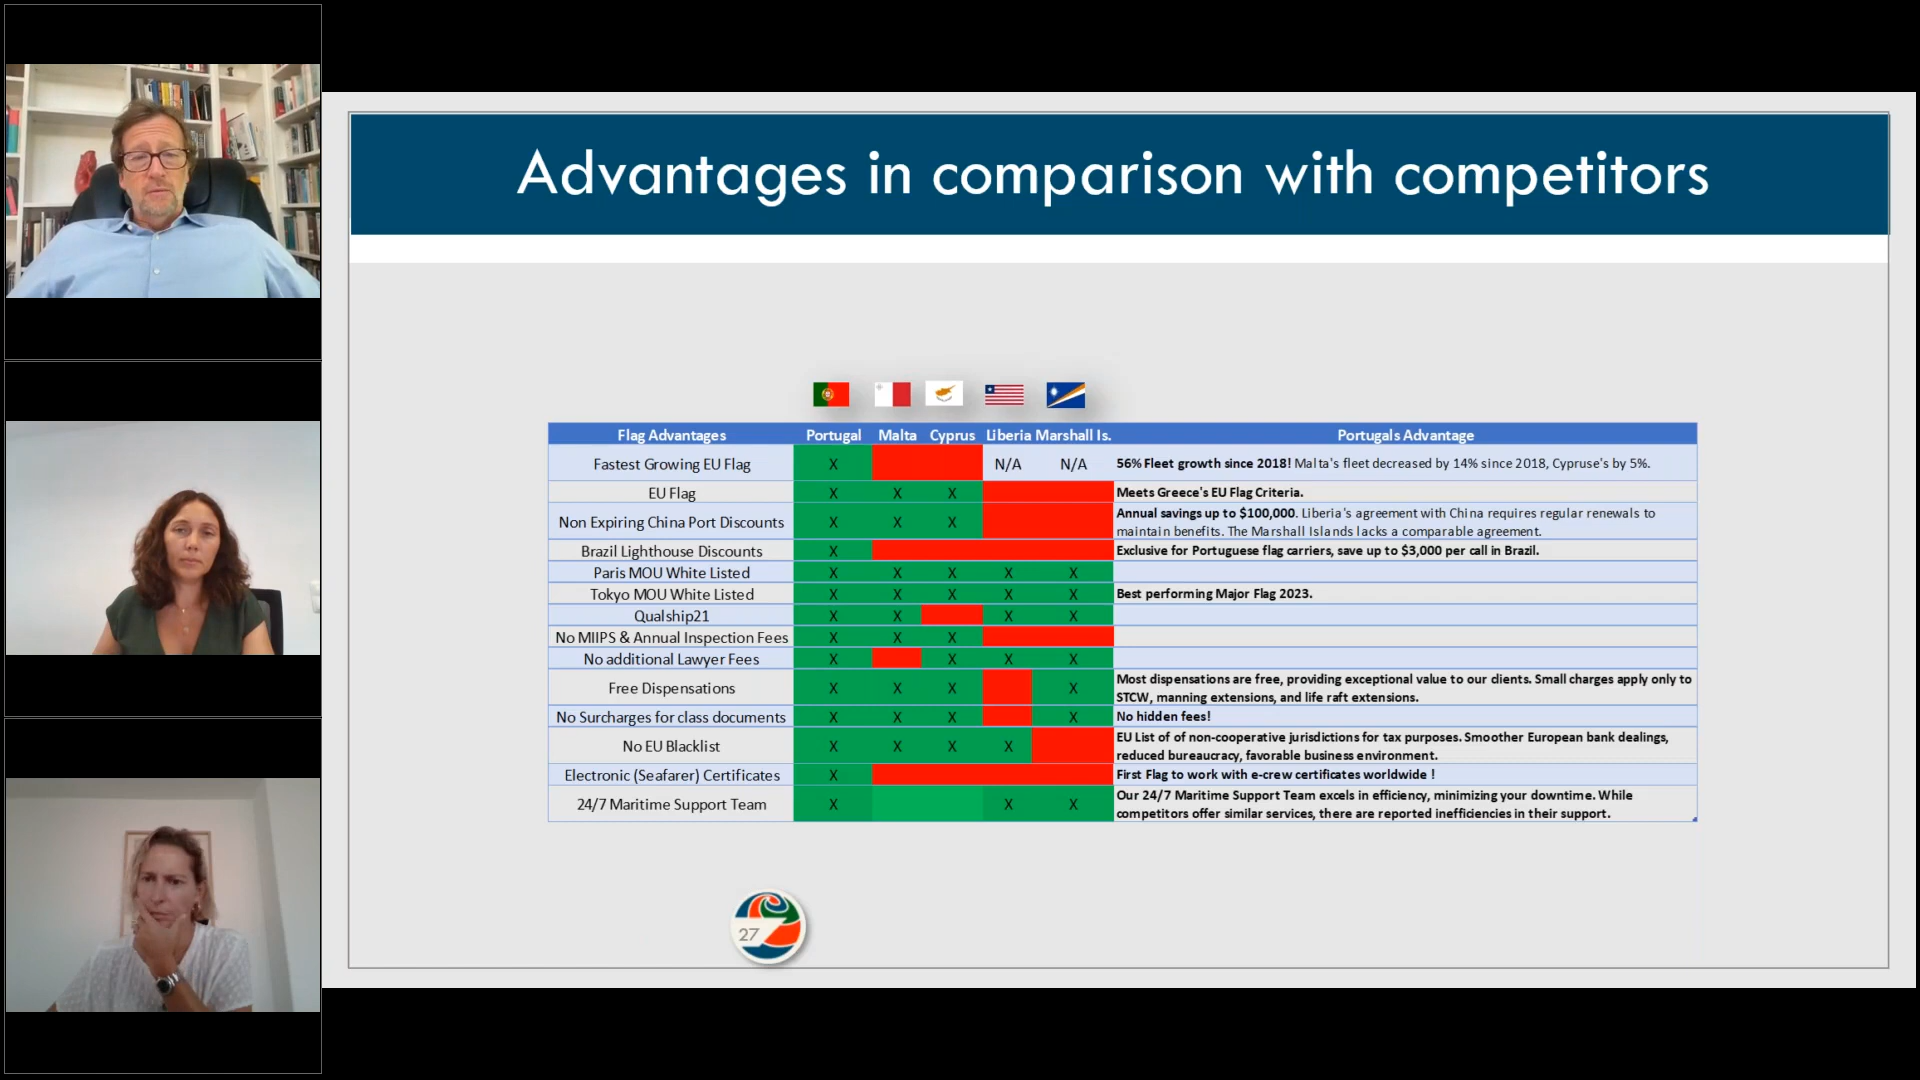 Advantages in comparison with competitors
Flag Advantages Portugal Malta Cyprus Liberia Marshall Is. Portugals Advantage
Fastest Growing EU Flag X N/A N/A 56% Fleet growth since 2018! Malta's fleet decreased by 14% since 2018, Cypruse's by 5%.
EU Flag X X X Meets Greece's EU Flag Criteria.
Non Expiring China Port Discounts X X X Annual savings up to $100,000. Liberia's agreement with China requires regular renewals to
maintain benefits. The Marshall Islands lacks a comparable agreement.
Brazil Lighthouse Discounts X Exclusive for Portuguese flag carriers, save up to $3,000 per call in Brazil.
Paris MOU White Listed X X X X X
Tokyo MOU White Listed X X X X X Best performing Major Flag 2023.
Qualship21 X X X X
No MIIPS & Annual Inspection Fees X X X
No additional Lawyer Fees X X X X
Free Dispensations X X X X Most dispensations are free, providing exceptional value to our clients. Small charges apply only to
STCW, manning extensions, and life raft extensions.
No Surcharges for class documents X X X X No hidden fees!
No EU Blacklist X X X X EU List of of non-cooperative jurisdictions for tax purposes. Smoother European bank dealings,
reduced bureaucracy, favorable business environment.
Electronic (Seafarer) Certificates X First Flag to work with e-crew certificates worldwide !
24/7 Maritime Support Team X X X Our 24/7 Maritime Support Team excels in efficiency, minimizing your downtime. While
competitors offer similar services, there are reported inefficiencies in their support.
27